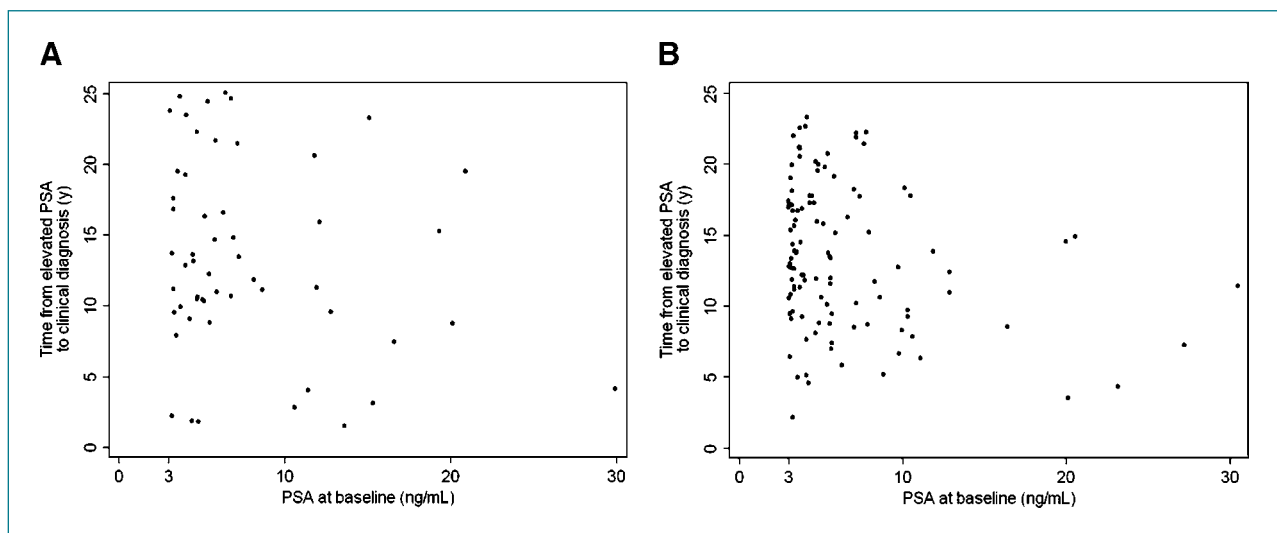 A
25
20
15
10
5
0
Time from elevated PSA
to clinical diagnosis (y)
0 3 10 20 30
PSA at baseline (ng/mL)
B
25
20
15
10
5
0
Time from elevated PSA
to clinical diagnosis (y)
0 3 10 20 30
PSA at baseline (ng/mL)